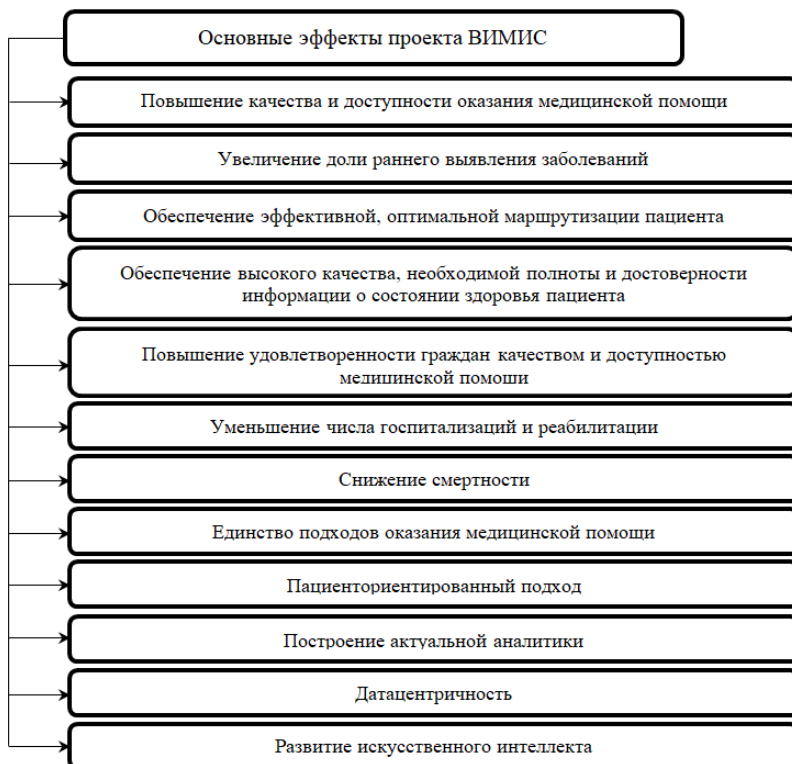 Основные эффекты проекта ВИМИС
Повышение качества и доступности оказания медицинской помощи
Увеличение доли раннего выявления заболеваний
Обеспечение эффективной, оптимальной маршрутизации пациента
Обеспечение высокого качества, необходимой полноты и достоверности
информации о состоянии здоровья пациента
Повышение удовлетворенности граждан качеством и доступностью
медицинской помощи
Уменьшение числа госпитализаций и реабилитации
Снижение смертности
Единство подходов оказания медицинской помощи
Пациенториентированный подход
Построение актуальной аналитики
Датацентричность
Развитие искусственного интеллекта